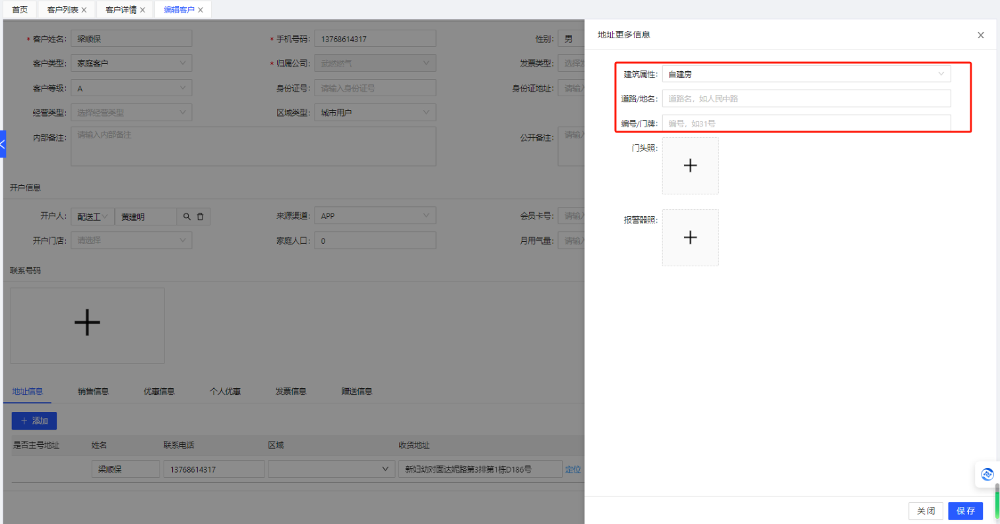 首页 客户列表 客户详情 编辑客户
* 客户姓名: 梁顺保 * 手机号码: 13768614317 性别: 男
客户类型: 家庭客户 * 归属公司: 武燃燃气 发票类型: 选择发
客户等级: A 身份证号: 请输入身份证号 身份证地址: 请输入
经营类型: 选择经营类型 区域类型: 城市用户
内部备注: 请输入内部备注 公开备注: 请输入
开户信息
开户人: 配送工 黄建明 来源渠道: APP 会员卡号: 请输入
开户门店: 请选择 家庭人口: 0 月用气量: 请输入
联系号码
地址信息 销售信息 优惠信息 个人优惠 发票信息 赠送信息
添加
是否主号地址 姓名 联系电话 区域 收货地址
梁顺保 13768614317 新妇幼对面达妮路第3排第1栋D186号 定位
地址更多信息
建筑属性: 自建房
道路/地名: 道路名，如人民中路
编号/门牌: 编号，如31号
门头照:
报警器照:
关闭 保存